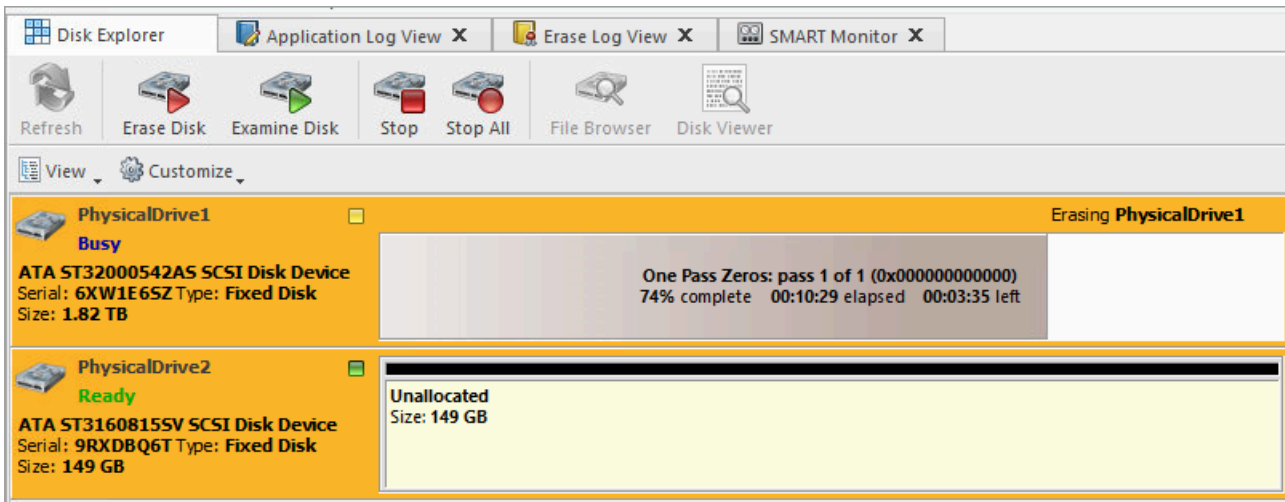 Disk Explorer Application Log View X Erase Log View X SMART Monitor X
Refresh Erase Disk Examine Disk Stop Stop All File Browser Disk Viewer
View Customize
PhysicalDrive1
Busy
ATA ST32000542AS SCSI Disk Device
Serial: 6XW1E6SZ Type: Fixed Disk
Size: 1.82 TB
Erasing PhysicalDrive1
One Pass Zeros: pass 1 of 1 (0x000000000000)
74% complete 00:10:29 elapsed 00:03:35 left
PhysicalDrive2
Ready
ATA ST3160815SV SCSI Disk Device
Serial: 9RXDBQ6T Type: Fixed Disk
Size: 149 GB
Unallocated
Size: 149 GB